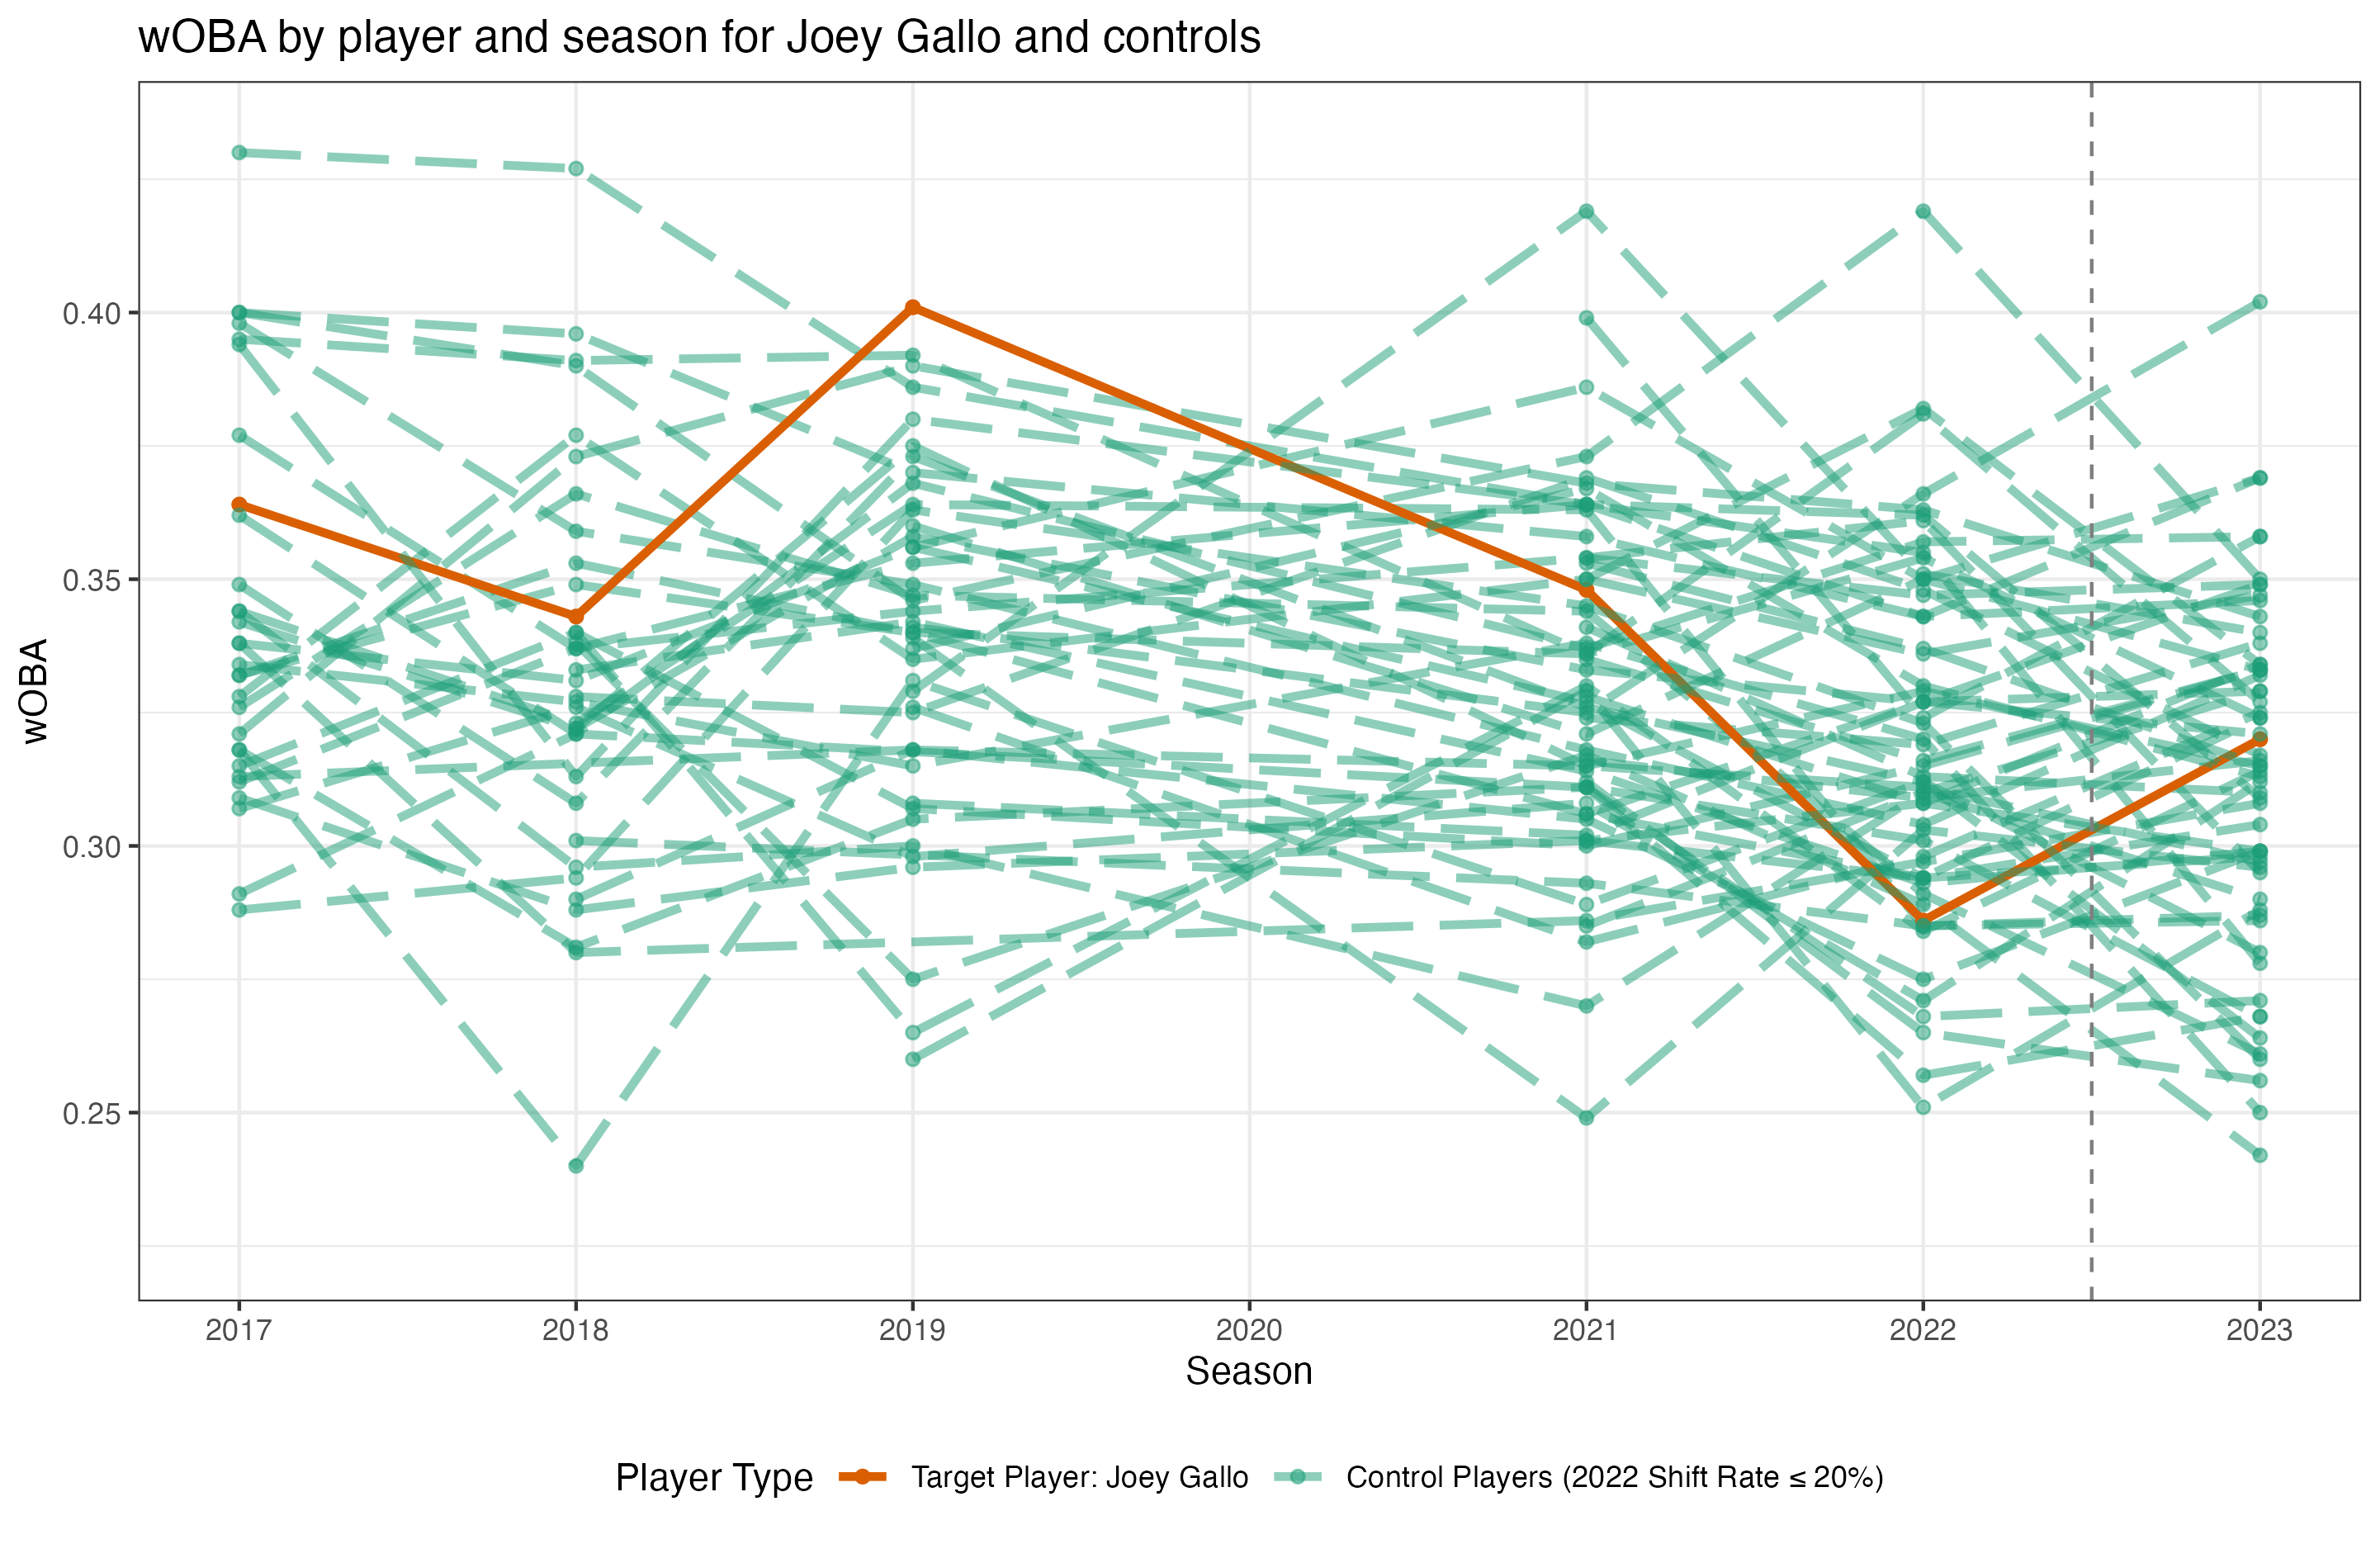 wOBA by player and season for Joey Gallo and controls
wOBA
0.40
0.35
0.30
0.25
2017 2018 2019 2020 2021 2022 2023
Season
Player Type Target Player: Joey Gallo Control Players (2022 Shift Rate ≤ 20%)